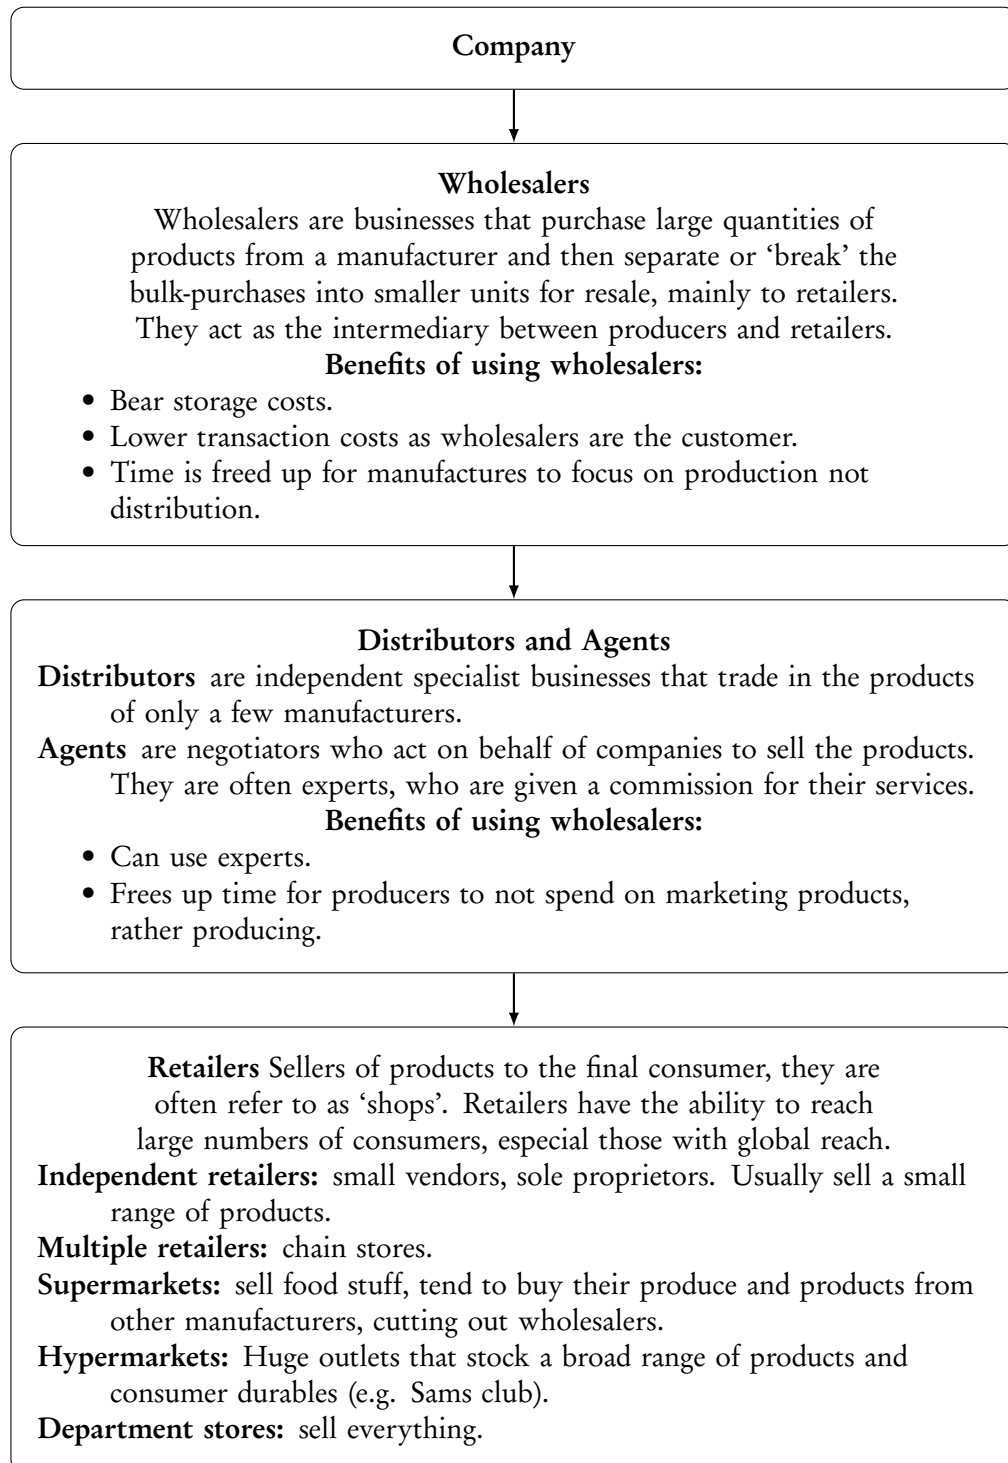 Company
Wholesalers
Wholesalers are businesses that purchase large quantities of
products from a manufacturer and then separate or ‘break’ the
bulk-purchases into smaller units for resale, mainly to retailers.
They act as the intermediary between producers and retailers.
Benefits of using wholesalers:
• Bear storage costs.
• Lower transaction costs as wholesalers are the customer.
• Time is freed up for manufactures to focus on production not
distribution.
Distributors and Agents
Distributors are independent specialist businesses that trade in the products
of only a few manufacturers.
Agents are negotiators who act on behalf of companies to sell the products.
They are often experts, who are given a commission for their services.
Benefits of using wholesalers:
• Can use experts.
• Frees up time for producers to not spend on marketing products,
rather producing.
Retailers Sellers of products to the final consumer, they are
often refer to as ‘shops’. Retailers have the ability to reach
large numbers of consumers, especial those with global reach.
Independent retailers: small vendors, sole proprietors. Usually sell a small
range of products.
Multiple retailers: chain stores.
Supermarkets: sell food stuff, tend to buy their produce and products from
other manufacturers, cutting out wholesalers.
Hypermarkets: Huge outlets that stock a broad range of products and
consumer durables (e.g. Sams club).
Department stores: sell everything.